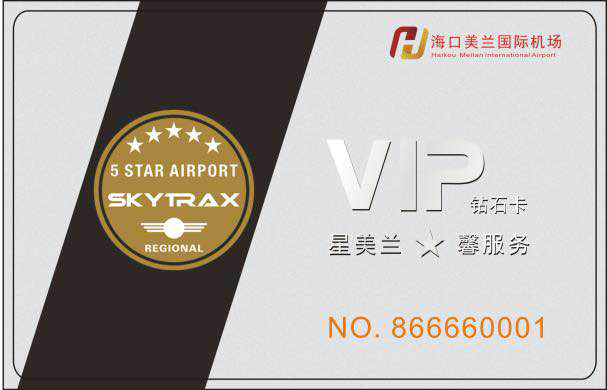 海口美兰国际机场
Haikou Meilan International Airport
5 STAR AIRPORT
SKYTRAX
REGIONAL
VIP
钻石卡
星美兰 ★ 馨服务
NO. 866660001